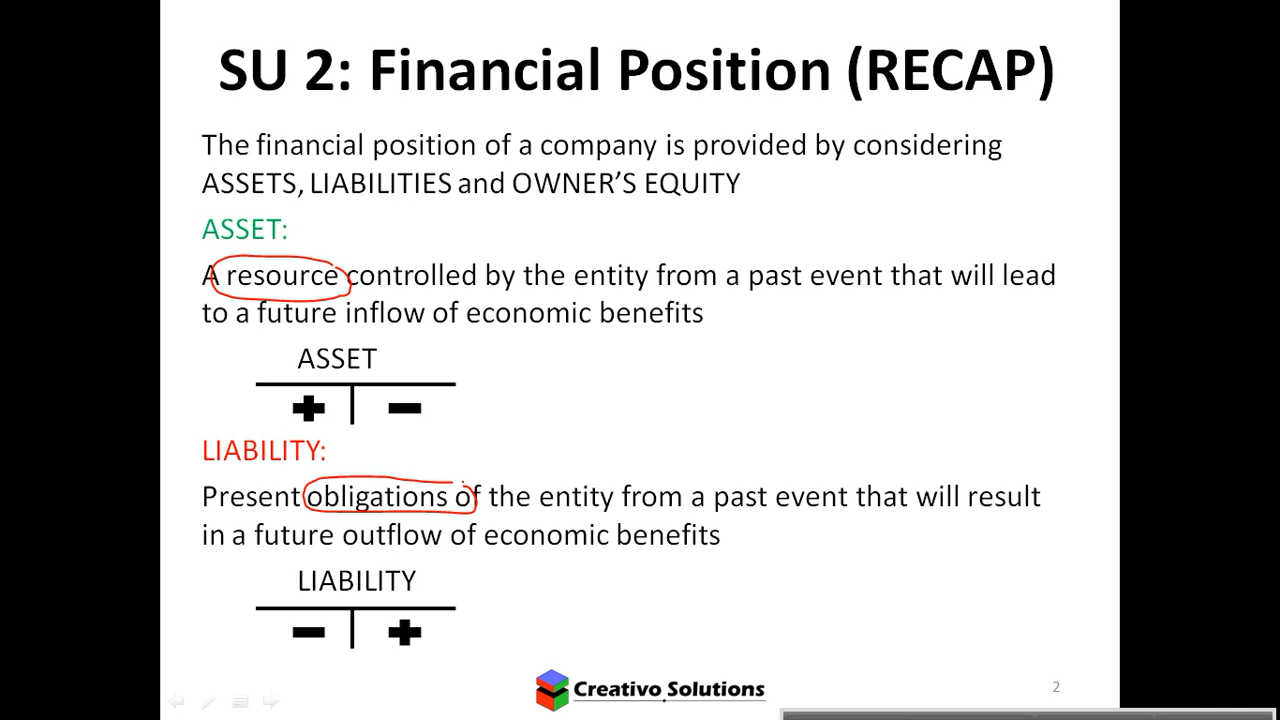 SU 2: Financial Position (RECAP)
The financial position of a company is provided by considering
ASSETS, LIABILITIES and OWNER’S EQUITY
ASSET:
A resource controlled by the entity from a past event that will lead
to a future inflow of economic benefits
ASSET
+ -
LIABILITY:
Present obligations of the entity from a past event that will result
in a future outflow of economic benefits
LIABILITY
- +
Creativo Solutions
2